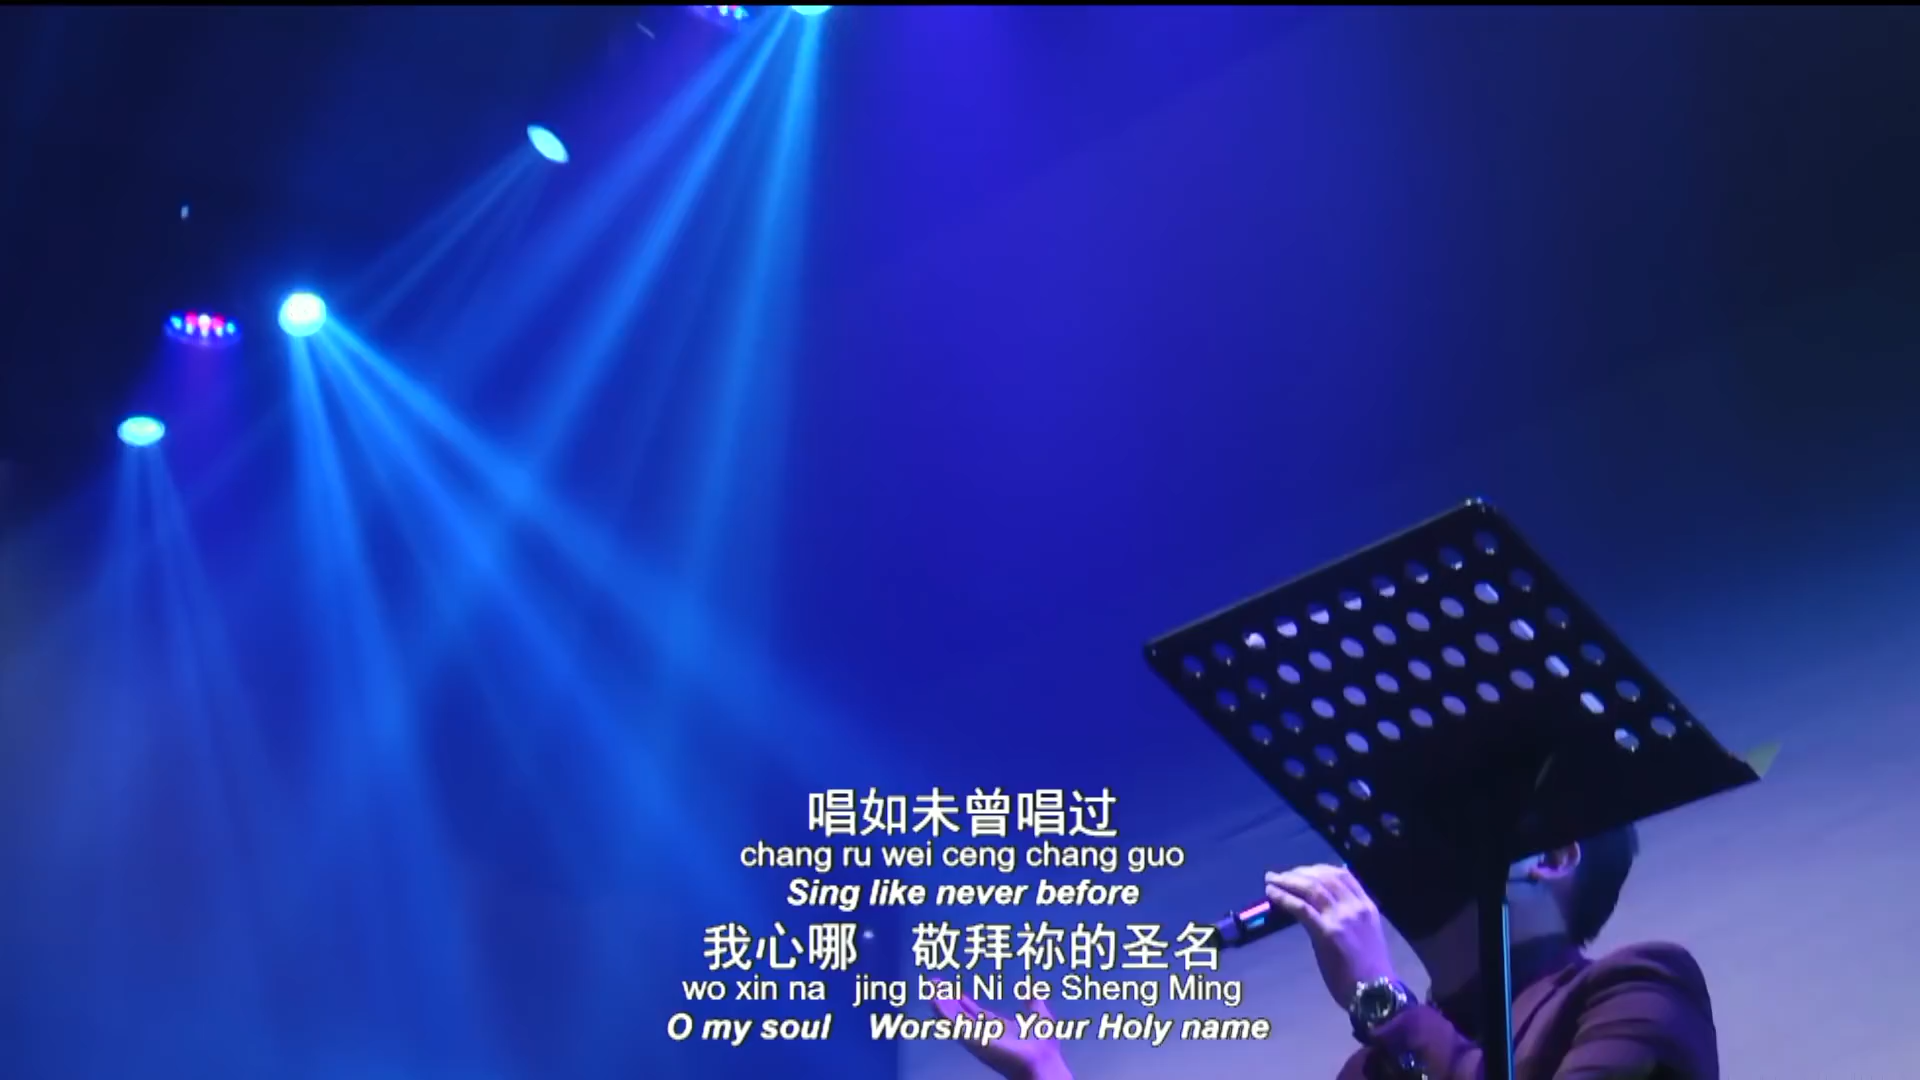 唱如未曾唱过
chang ru wei ceng chang guo
Sing like never before
我心哪 敬拜祢的圣名
wo xin na jing bai Ni de Sheng Ming
O my soul Worship Your Holy name